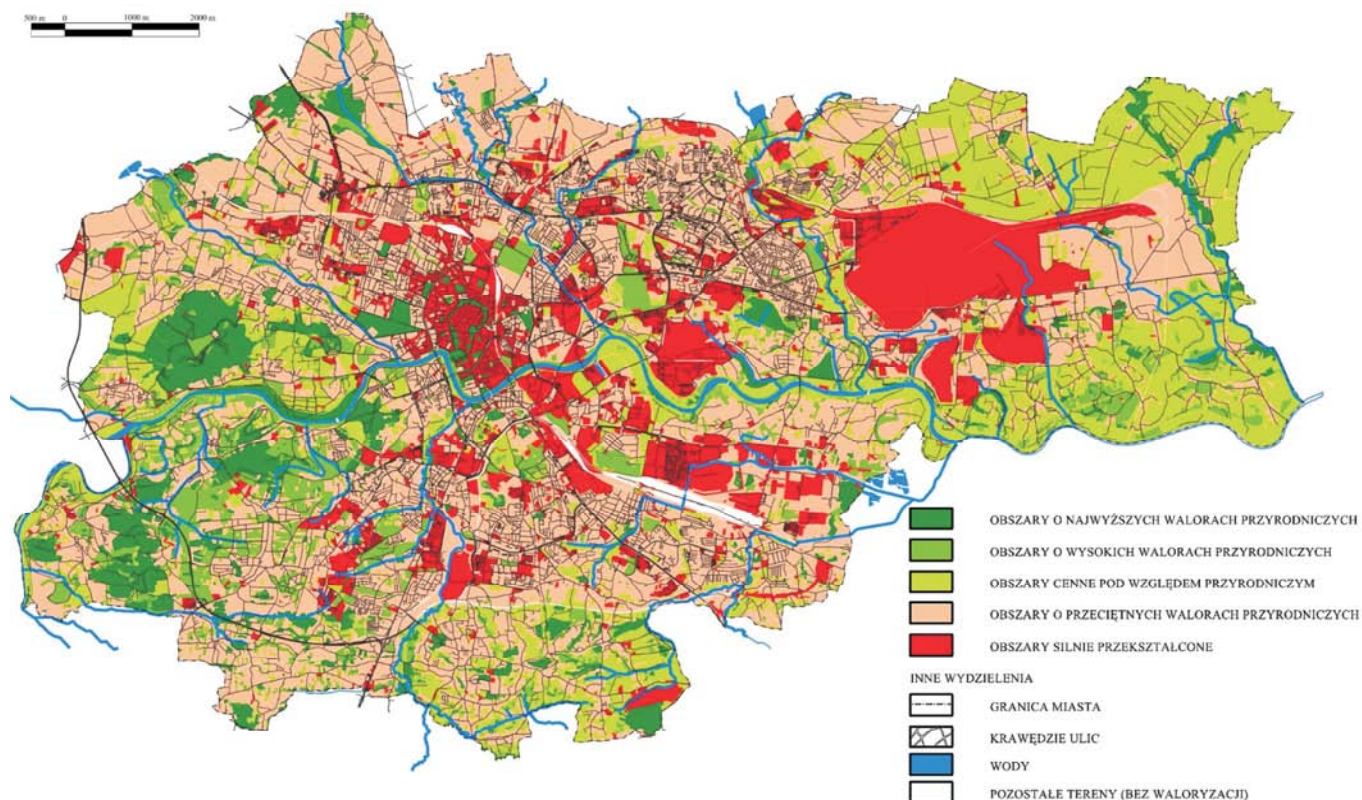 500 m 0 1000 m 2000 m
OBSZARY O NAJWYŻSZYCH WALORACH PRZYRODNICZYCH
OBSZARY O WYSOKICH WALORACH PRZYRODNICZYCH
OBSZARY CENNE POD WZGLĘDEM PRZYRODNICZYM
OBSZARY O PRZECIĘTNYCH WALORACH PRZYRODNICZYCH
OBSZARY SILNIE PRZEKSZTAŁCONE
INNE WYDZIELENIA
GRANICA MIASTA
KRAWĘDZIE ULIC
WODY
POZOSTAŁE TERENY (BEZ WALORYZACJI)